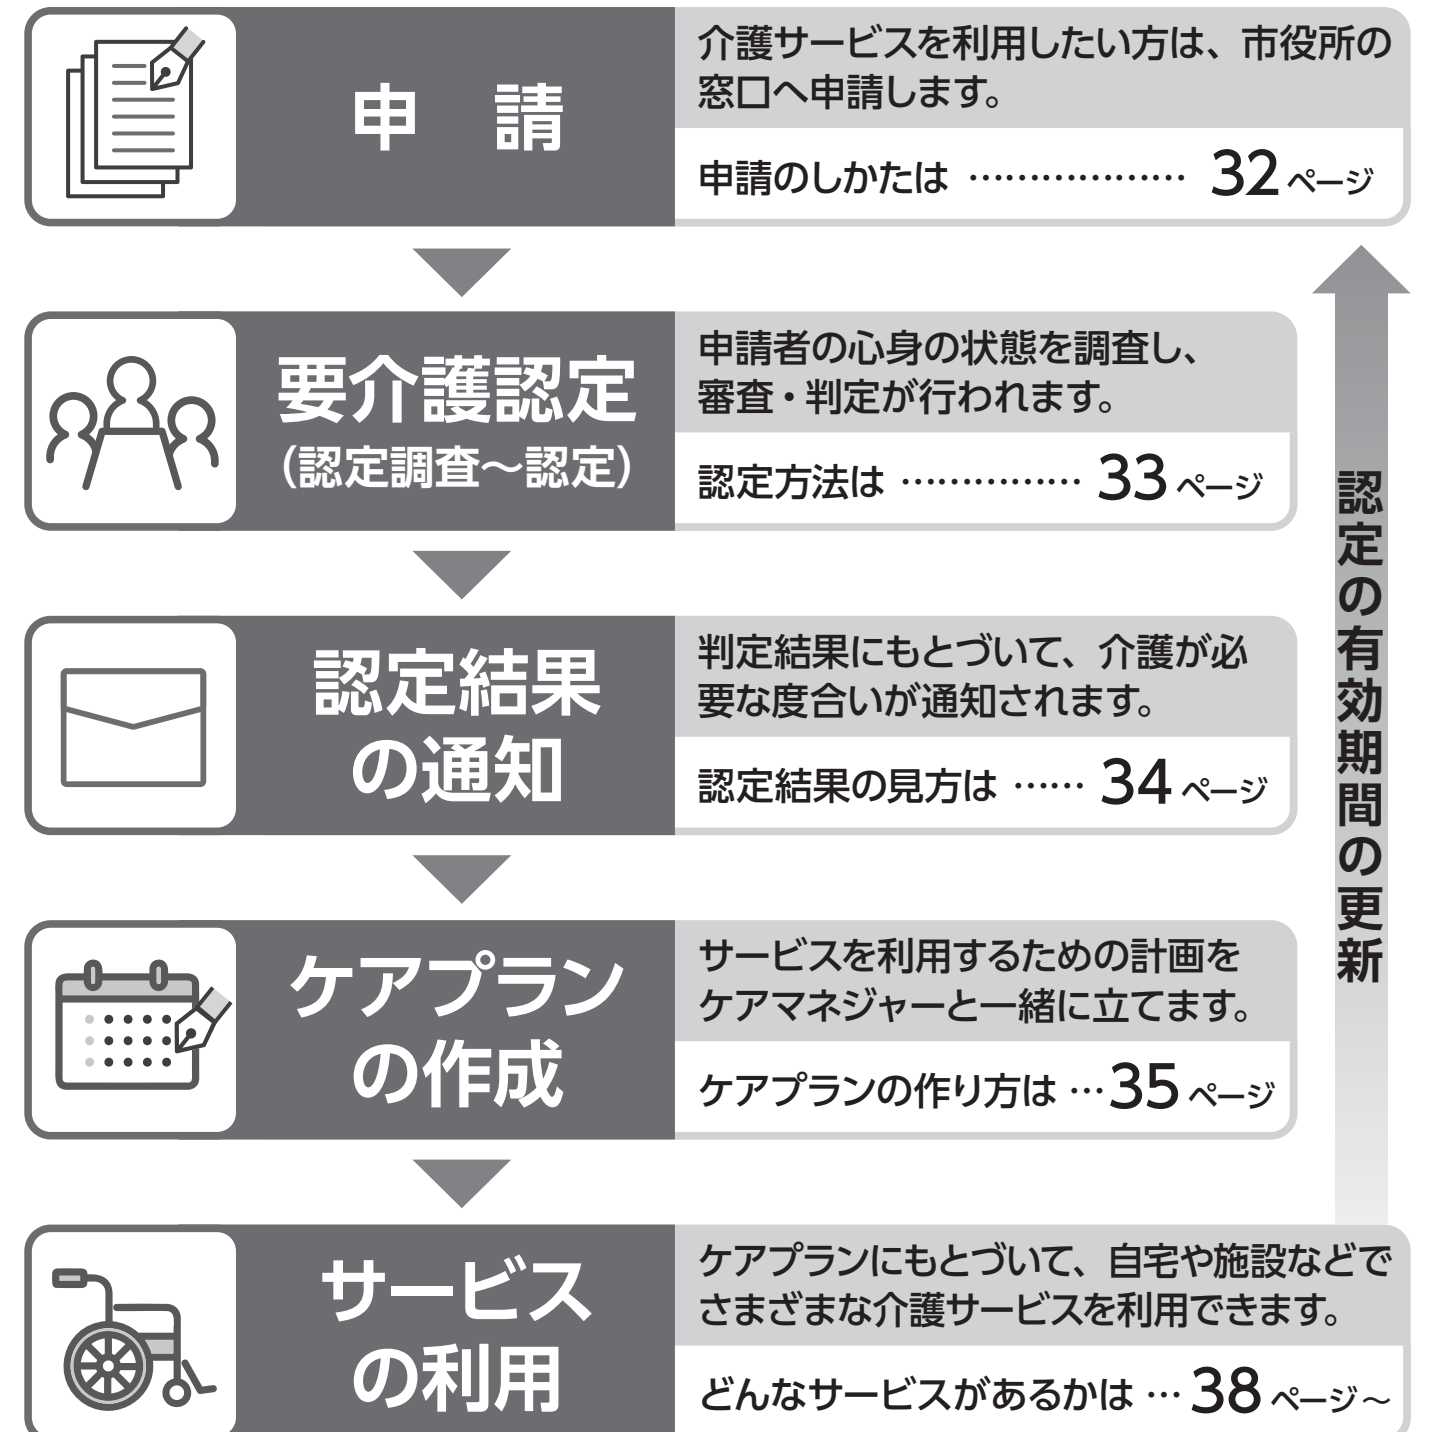 申　請
介護サービスを利用したい方は、市役所の
窓口へ申請します。
申請のしかたは ……………… 32 ページ
要介護認定
(認定調査～認定)
申請者の心身の状態を調査し、
審査・判定が行われます。
認定方法は …………… 33 ページ
認定結果
の通知
判定結果にもとづいて、介護が必
要な度合いが通知されます。
認定結果の見方は …… 34 ページ
ケアプラン
の作成
サービスを利用するための計画を
ケアマネジャーと一緒に立てます。
ケアプランの作り方は …35 ページ
サービス
の利用
ケアプランにもとづいて、自宅や施設などで
さまざまな介護サービスを利用できます。
どんなサービスがあるかは … 38 ページ～
認定の有効期間の更新